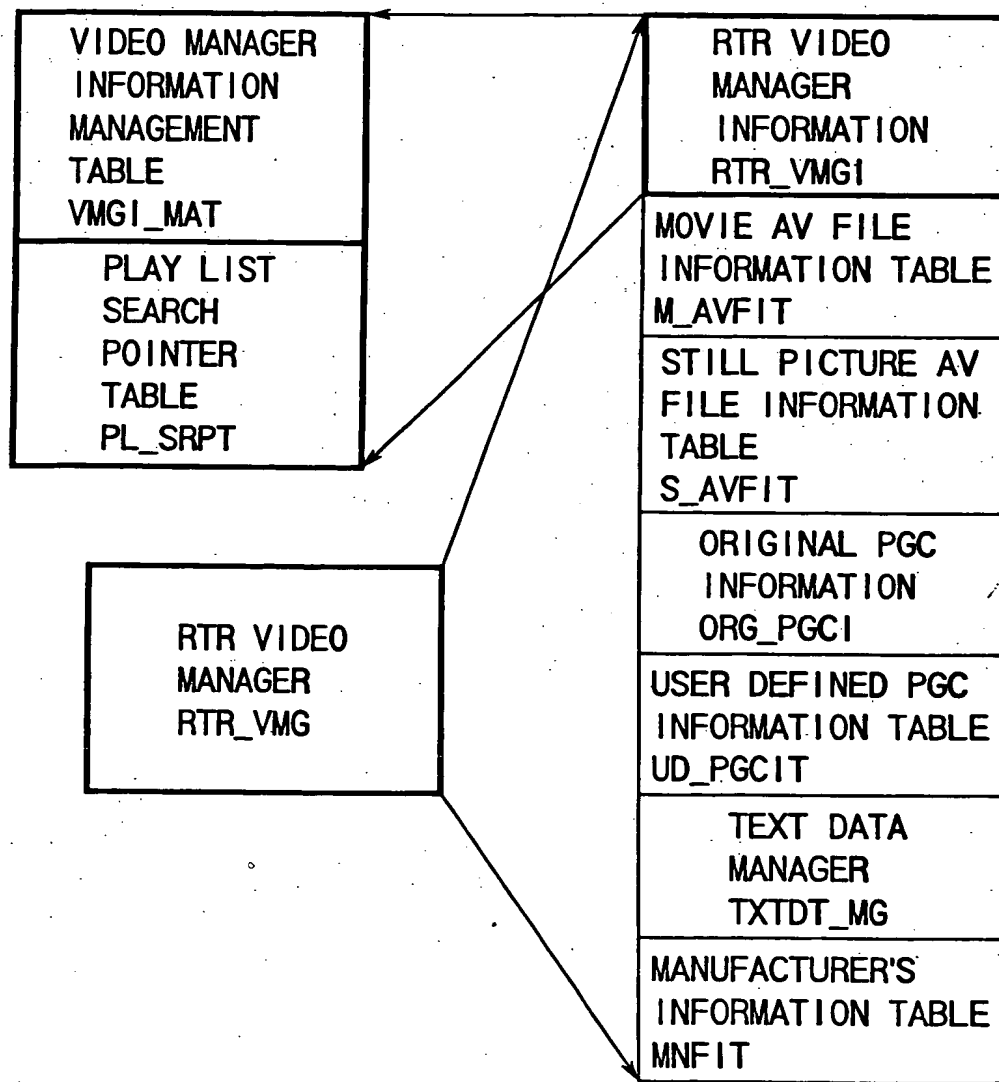 VIDEO MANAGER
INFORMATION
MANAGEMENT
TABLE
VMGI_MAT
PLAY LIST
SEARCH
POINTER
TABLE
PL_SRPT
RTR VIDEO
MANAGER
RTR_VMG
RTR VIDEO
MANAGER
INFORMATION
RTR_VMGI
MOVIE AV FILE
INFORMATION TABLE
M_AVFIT
STILL PICTURE AV
FILE INFORMATION
TABLE
S_AVFIT
ORIGINAL PGC
INFORMATION
ORG_PGCI
USER DEFINED PGC
INFORMATION TABLE
UD_PGCIT
TEXT DATA
MANAGER
TXTDT_MG
MANUFACTURER'S
INFORMATION TABLE
MNFIT